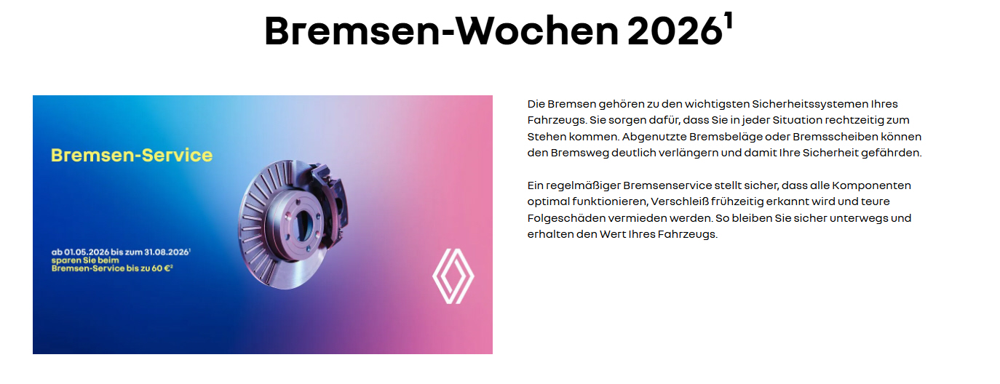 Bremsen-Wochen 2026¹
Bremsen-Service
ab 01.05.2026 bis zum 31.08.2026¹
sparen Sie beim
Bremsen-Service bis zu 60 €²
Die Bremsen gehören zu den wichtigsten Sicherheitssystemen Ihres
Fahrzeugs. Sie sorgen dafür, dass Sie in jeder Situation rechtzeitig zum
Stehen kommen. Abgenutzte Bremsbeläge oder Bremsscheiben können
den Bremsweg deutlich verlängern und damit Ihre Sicherheit gefährden.
Ein regelmäßiger Bremsenservice stellt sicher, dass alle Komponenten
optimal funktionieren, Verschleiß frühzeitig erkannt wird und teure
Folgeschäden vermieden werden. So bleiben Sie sicher unterwegs und
erhalten den Wert Ihres Fahrzeugs.